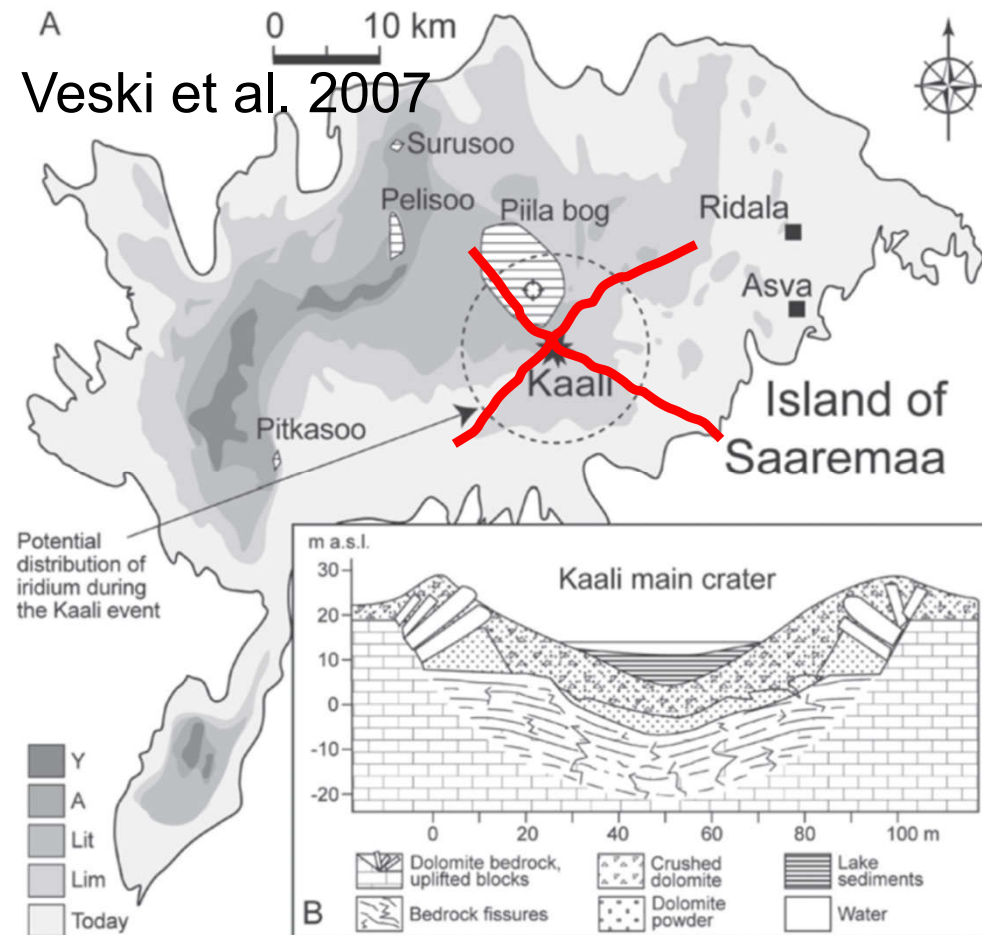 A
0 10 km
Veski et al. 2007
Surusoo
Pelisoo
Piila bog
Ridala
Asva
Kaali
Island of
Saaremaa
Pitkasoo
Potential
distribution of
iridium during
the Kaali event
m a.s.l.
Kaali main crater
30
20
10
0
-10
-20
0 20 40 60 80 100 m
Y
A
Lit
Lim
Today
B
Dolomite bedrock,
uplifted blocks
Bedrock fissures
Crushed
dolomite
Dolomite
powder
Lake
sediments
Water